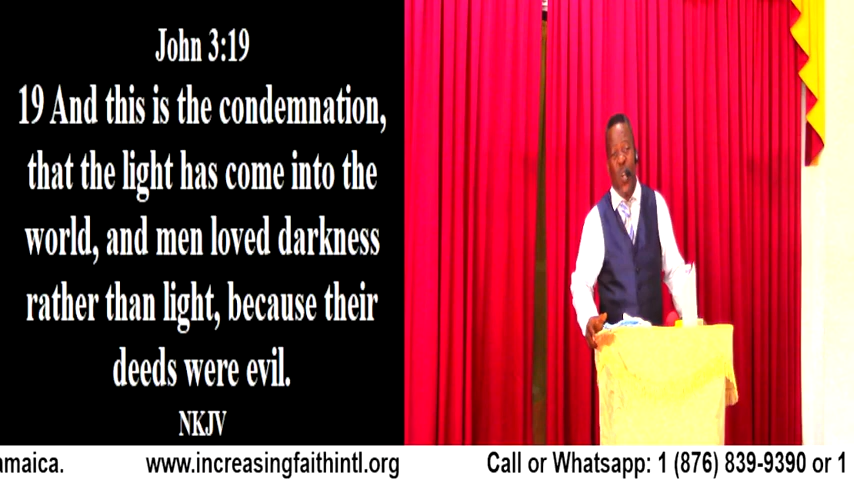 John 3:19
19 And this is the condemnation,
that the light has come into the
world, and men loved darkness
rather than light, because their
deeds were evil.
NKJV
amaica. www.increasingfaithintl.org Call or Whatsapp: 1 (876) 839-9390 or 1